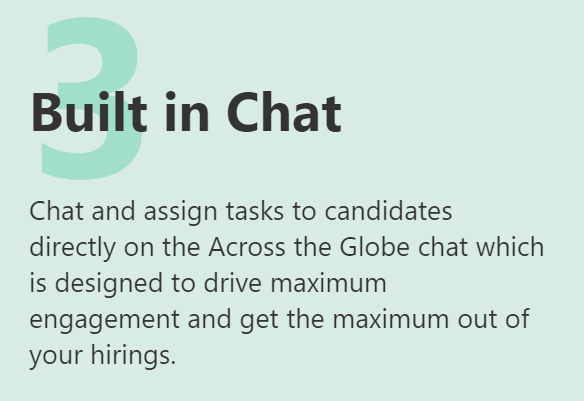 3
Built in Chat
Chat and assign tasks to candidates
directly on the Across the Globe chat which
is designed to drive maximum
engagement and get the maximum out of
your hirings.